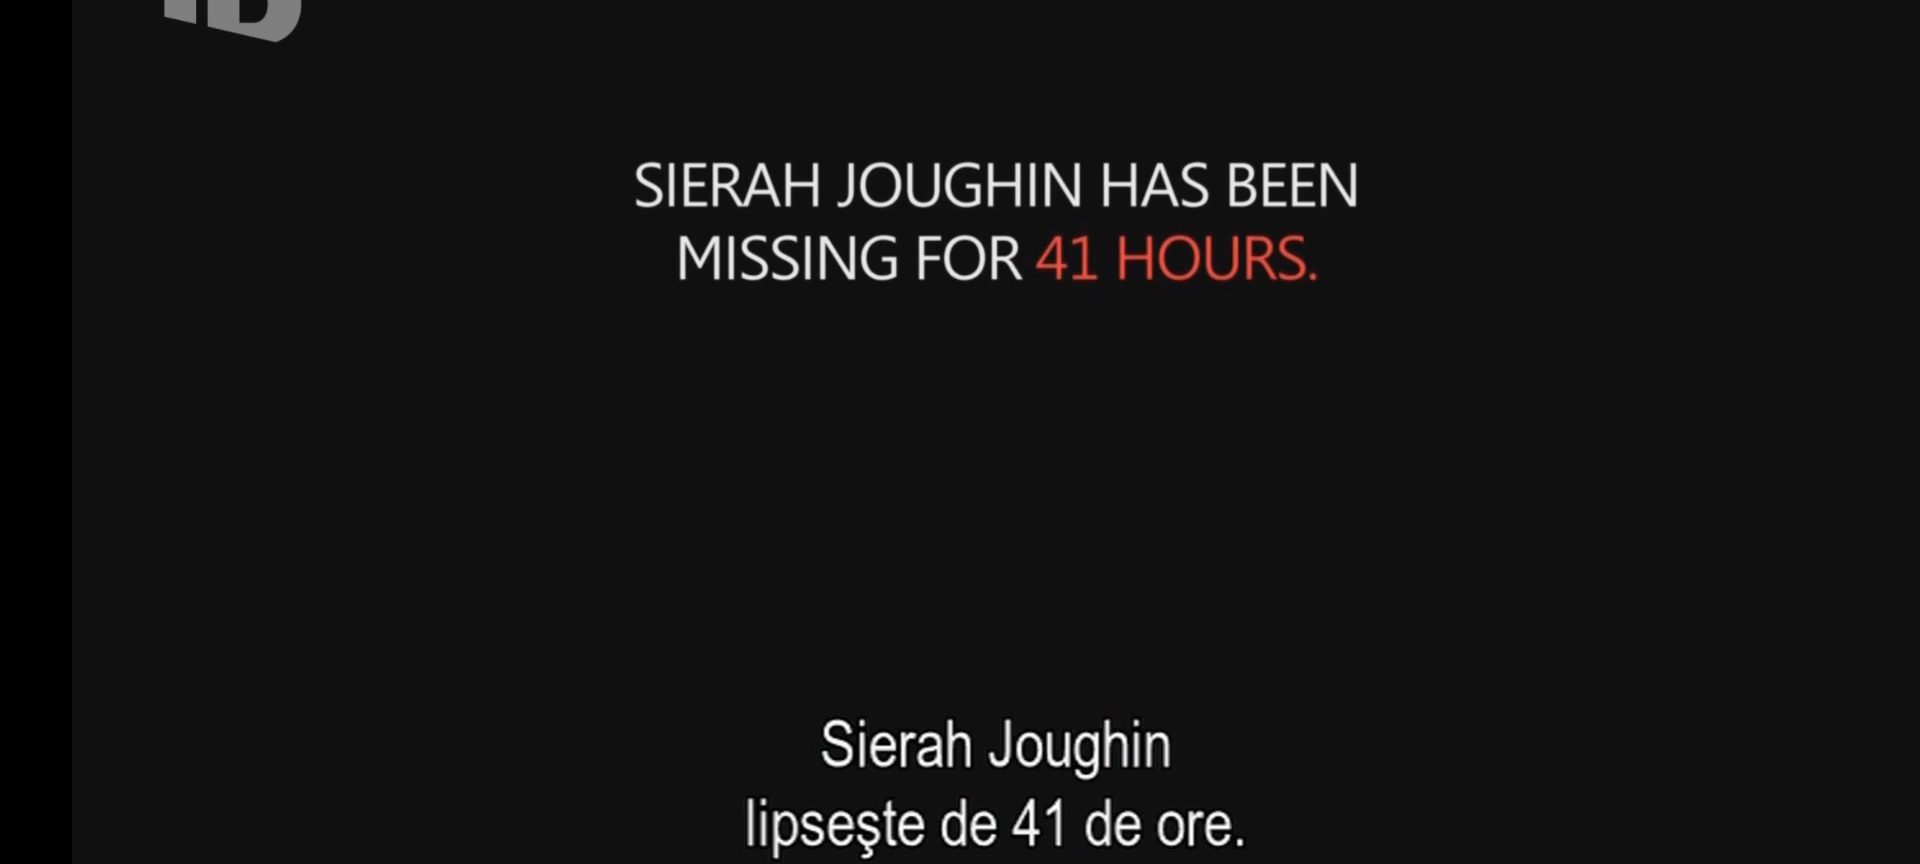 SIERAH JOUGHIN HAS BEEN
MISSING FOR 41 HOURS.
Sierah Joughin
lipseşte de 41 de ore.